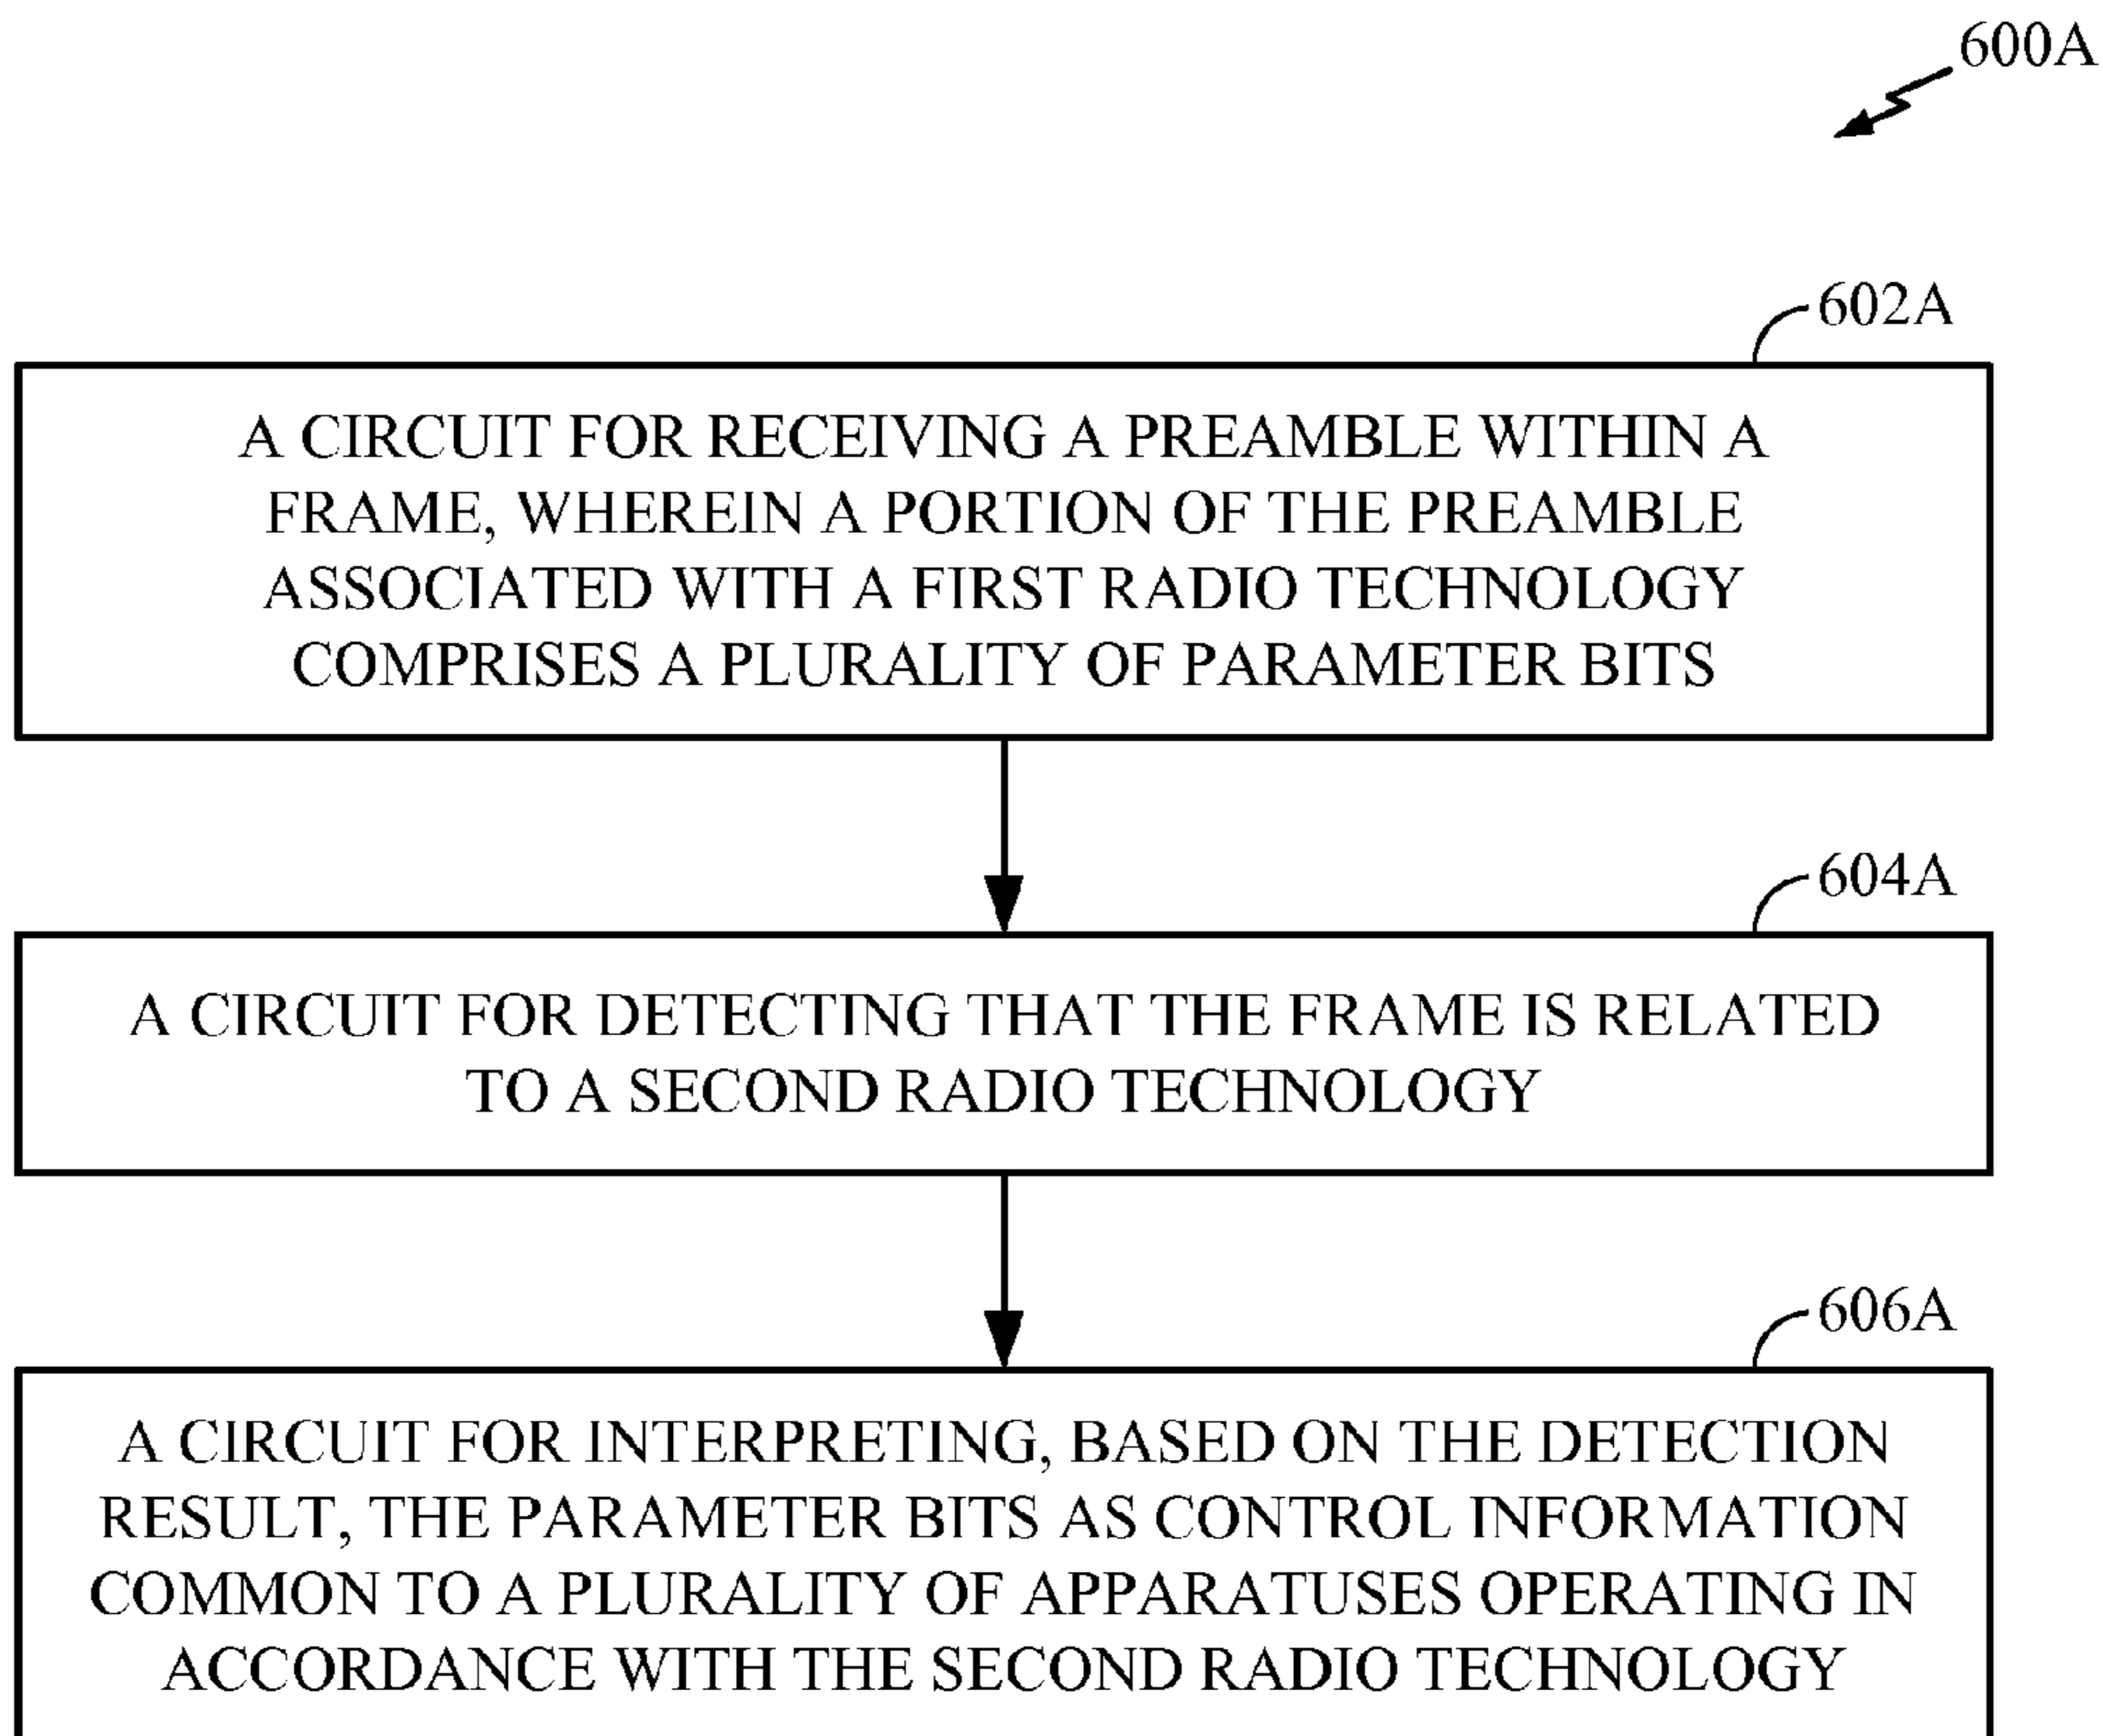 600A
602A
A CIRCUIT FOR RECEIVING A PREAMBLE WITHIN A
FRAME, WHEREIN A PORTION OF THE PREAMBLE
ASSOCIATED WITH A FIRST RADIO TECHNOLOGY
COMPRISES A PLURALITY OF PARAMETER BITS
604A
A CIRCUIT FOR DETECTING THAT THE FRAME IS RELATED
TO A SECOND RADIO TECHNOLOGY
606A
A CIRCUIT FOR INTERPRETING, BASED ON THE DETECTION
RESULT, THE PARAMETER BITS AS CONTROL INFORMATION
COMMON TO A PLURALITY OF APPARATUSES OPERATING IN
ACCORDANCE WITH THE SECOND RADIO TECHNOLOGY